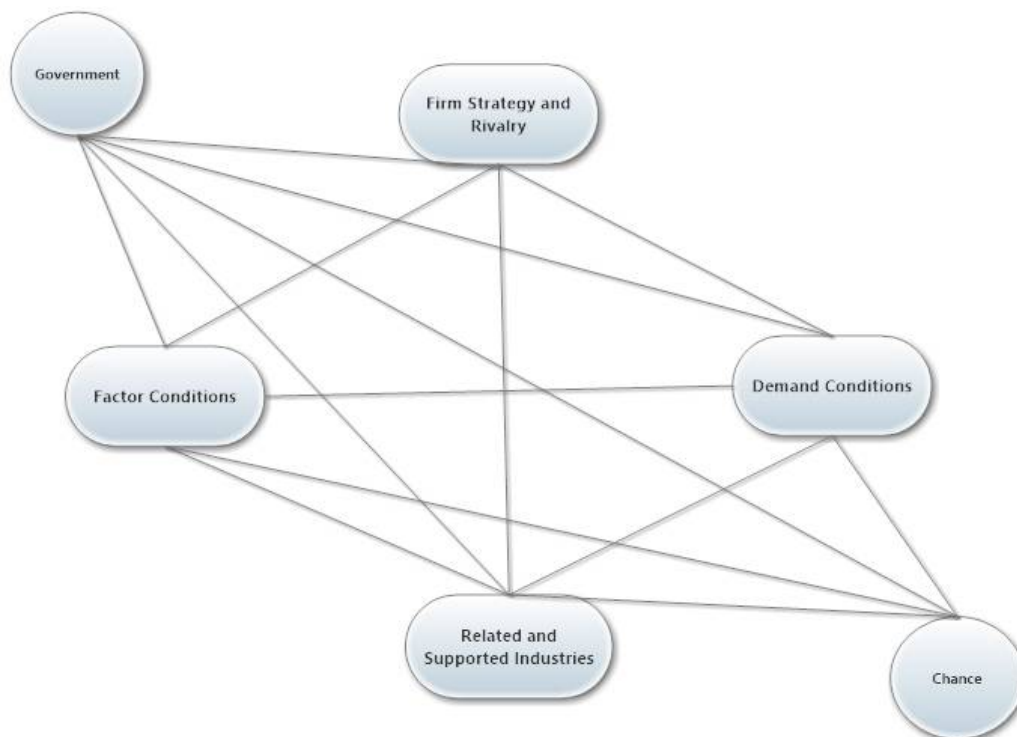 Government
Firm Strategy and
Rivalry
Factor Conditions
Demand Conditions
Related and
Supported Industries
Chance